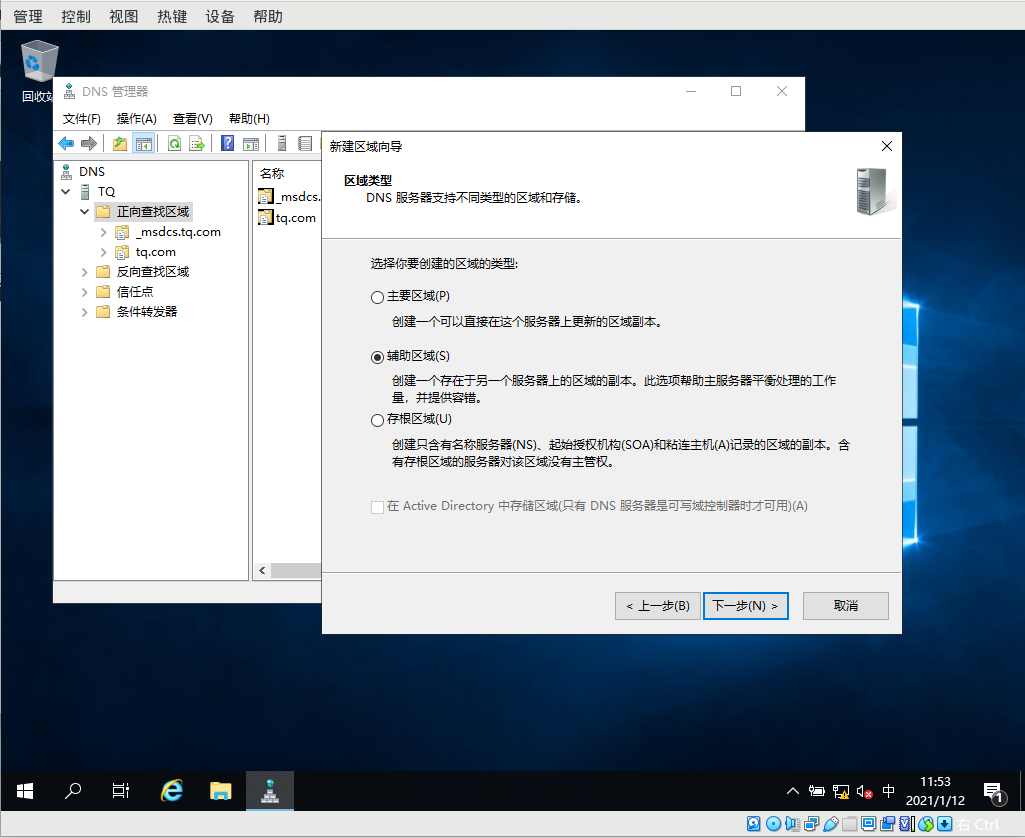 管理 控制 视图 热键 设备 帮助
DNS 管理器
文件(F) 操作(A) 查看(V) 帮助(H)
新建区域向导
区域类型
DNS 服务器支持不同类型的区域和存储。
DNS
TQ
正向查找区域
_msdcs.tq.com
tq.com
反向查找区域
信任点
条件转发器
名称
_msdcs.
tq.com
选择你要创建的区域的类型:
主要区域(P)
创建一个可以直接在这个服务器上更新的区域副本。
辅助区域(S)
创建一个存在于另一个服务器上的区域的副本。此选项帮助主服务器平衡处理的工作
量，并提供容错。
存根区域(U)
创建只含有名称服务器(NS)、起始授权机构(SOA)和粘连主机(A)记录的区域的副本。含
有存根区域的服务器对该区域没有主管权。
在 Active Directory 中存储区域(只有 DNS 服务器是可写域控制器时才可用)(A)
< 上一步(B) 下一步(N) > 取消
回收站
中
11:53
2021/1/12
1
右 Ctrl